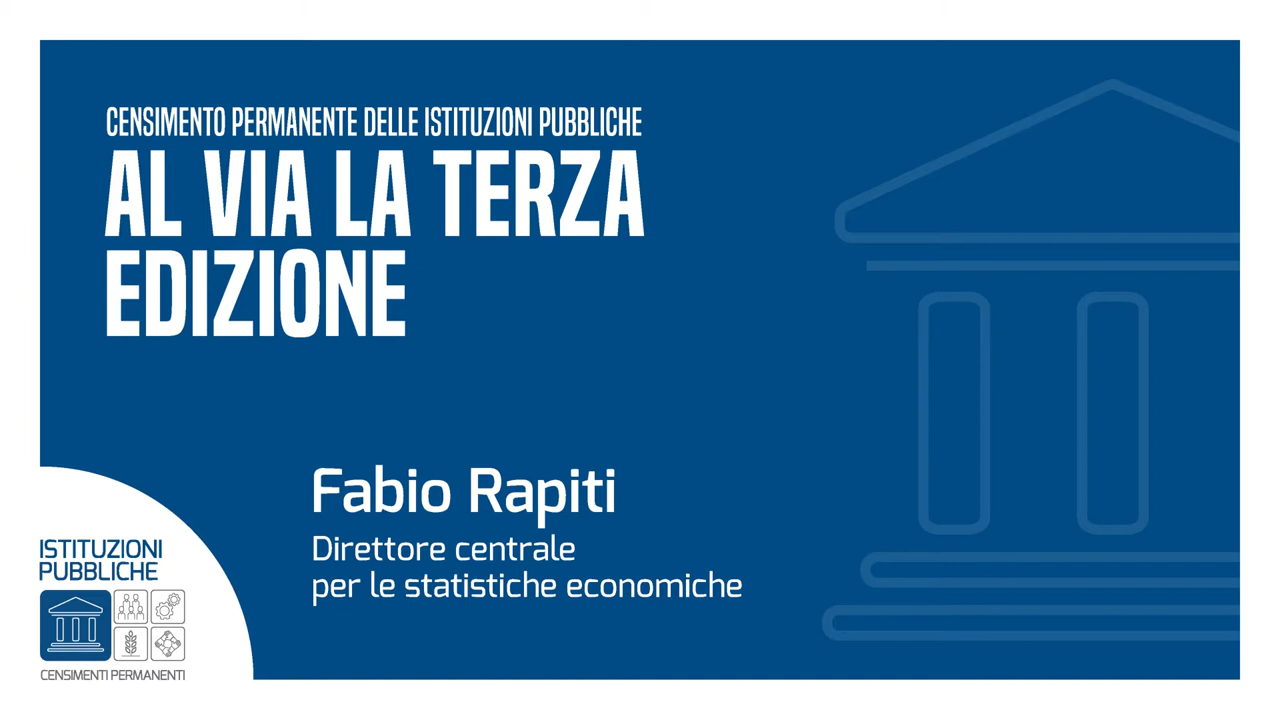 CENSIMENTO PERMANENTE DELLE ISTITUZIONI PUBBLICHE
AL VIA LA TERZA
EDIZIONE
Fabio Rapiti
Direttore centrale
per le statistiche economiche
ISTITUZIONI
PUBBLICHE
CENSIMENTI PERMANENTI